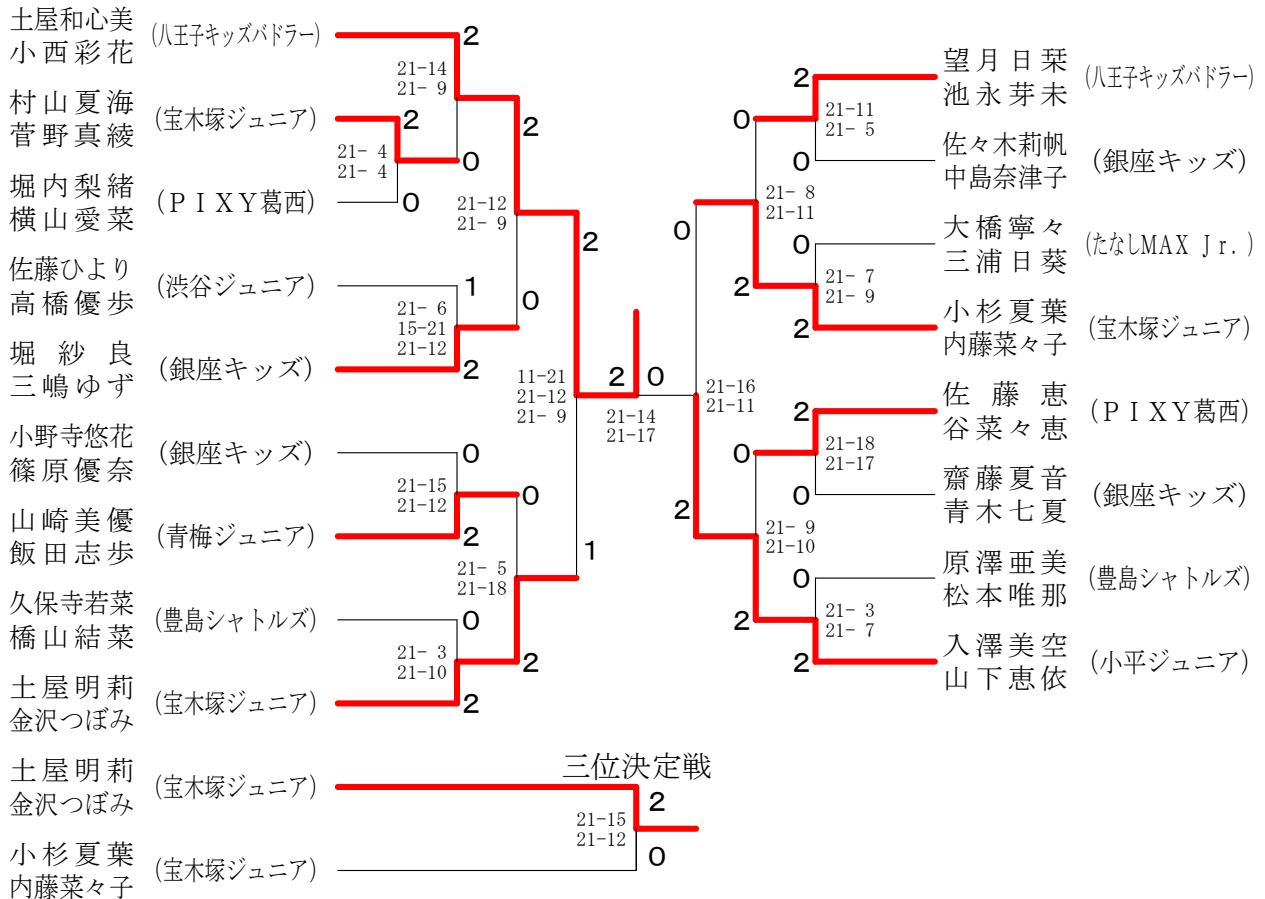 土屋和心美
小西彩花
(八王子キッズバドラー)
2
21-14
21- 9
村山夏海
菅野真綾
(宝木塚ジュニア)
2
0
21- 4
21- 4
堀内梨緒
横山愛菜
(ＰＩＸＹ葛西)
0
2
21-12
21- 9
佐藤ひより
高橋優歩
(渋谷ジュニア)
1
0
21- 6
15-21
21-12
堀紗良
三嶋ゆず
(銀座キッズ)
2
2
11-21
21-12
21- 9
小野寺悠花
篠原優奈
(銀座キッズ)
0
21-15
21-12
0
山崎美優
飯田志歩
(青梅ジュニア)
2
1
21- 5
21-18
久保寺若菜
橋山結菜
(豊島シャトルズ)
0
21- 3
21-10
2
土屋明莉
金沢つぼみ
(宝木塚ジュニア)
2
2
0
21-14
21-17
望月日菜
池永芽未
(八王子キッズバドラー)
2
0
21-11
21- 5
佐々木莉帆
中島奈津子
(銀座キッズ)
0
0
21- 8
21-11
大橋寧々
三浦日葵
(たなしMAX Ｊｒ.)
0
2
21- 7
21- 9
小杉夏葉
内藤菜々子
(宝木塚ジュニア)
2
21-16
21-11
佐藤恵
谷菜々恵
(ＰＩＸＹ葛西)
2
0
21-18
21-17
齋藤夏音
青木七夏
(銀座キッズ)
0
2
21- 9
21-10
原澤亜美
松本唯那
(豊島シャトルズ)
0
2
21- 3
21- 7
入澤美空
山下恵依
(小平ジュニア)
2
三位決定戦
土屋明莉
金沢つぼみ
(宝木塚ジュニア)
2
21-15
21-12
小杉夏葉
内藤菜々子
(宝木塚ジュニア)
0